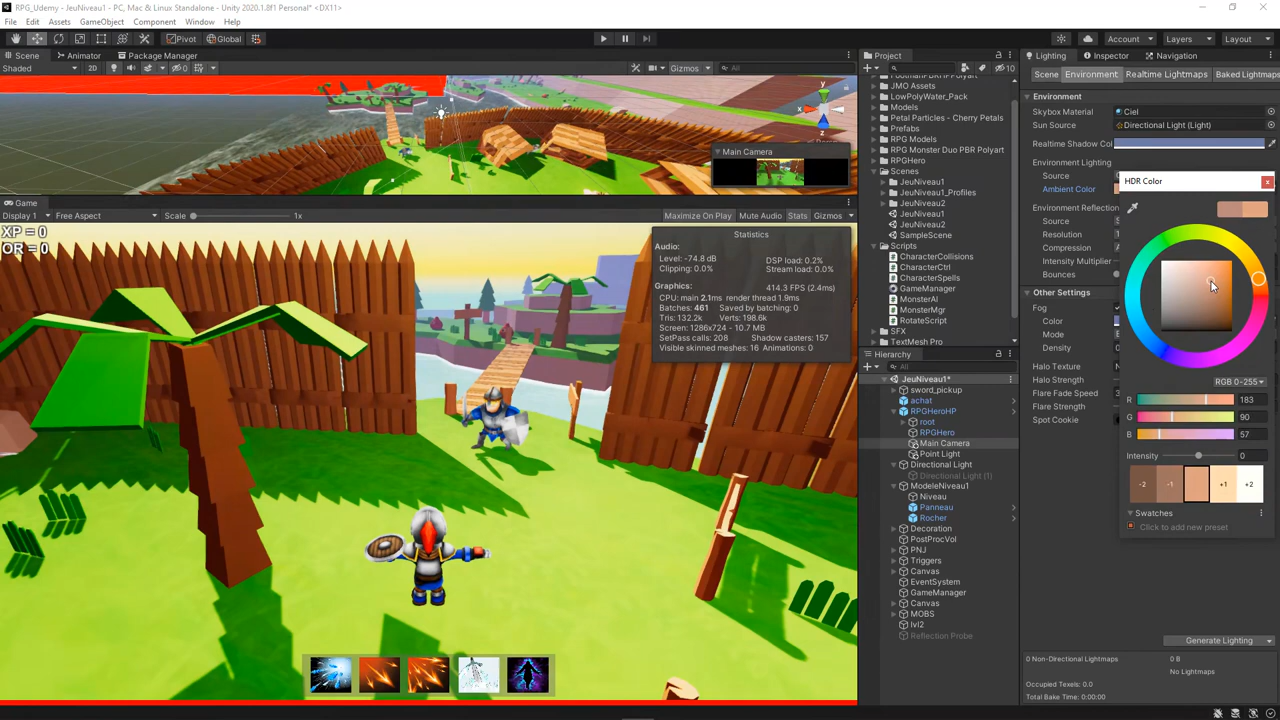 RPG_Udemy - JeuNiveau1 - PC, Mac & Linux Standalone - Unity 2020.1.8f1 Personal* <DX11>
File Edit Assets GameObject Component Window Help
Pivot Global Account Layers Layout
Scene Animator Package Manager
Shaded 2D 0 Gizmos All
y x z
Main Camera
Game
Display 1 Free Aspect Scale 1x Maximize On Play Mute Audio Stats Gizmos
XP = 0
OR = 0
Statistics
Audio:
Level: -74.8 dB DSP load: 0.2%
Clipping: 0.0% Stream load: 0.0%
Graphics: 414.3 FPS (2.4ms)
CPU: main 2.1ms render thread 1.9ms
Batches: 461 Saved by batching: 0
Tris: 132.2k Verts: 198.6k
Screen: 1286x724 - 10.7 MB
SetPass calls: 208 Shadow casters: 157
Visible skinned meshes: 16 Animations: 0
Project
10
JMO Assets
LowPolyWater_Pack
Models
Petal Particles - Cherry Petals
Prefabs
RPG Models
RPG Monster Duo PBR Polyart
RPGHero
Scenes
JeuNiveau1
JeuNiveau1_Profiles
JeuNiveau2
JeuNiveau1
JeuNiveau2
SampleScene
Scripts
CharacterCollisions
CharacterCtrl
CharacterSpells
GameManager
MonsterAI
MonsterMgr
RotateScript
SFX
TextMesh Pro
Hierarchy
All
JeuNiveau1*
sword_pickup
achat
RPGHeroHP
root
RPGHero
Main Camera
Point Light
Directional Light
Directional Light (1)
ModeleNiveau1
Niveau
Panneau
Rocher
Decoration
PostProcVol
PNJ
Triggers
Canvas
EventSystem
GameManager
Canvas
MOBS
lvl2
Reflection Probe
Lighting Inspector Navigation
Scene Environment Realtime Lightmaps Baked Lightmaps
Environment
Skybox Material Ciel
Sun Source Directional Light (Light)
Realtime Shadow Col
Environment Lighting
Source
Ambient Color
Environment Reflection
Source
Resolution
Compression
Intensity Multiplier
Bounces
Other Settings
Fog
Color
Mode
Density
Halo Texture
Halo Strength
Flare Fade Speed 3
Flare Strength
Spot Cookie
HDR Color x
RGB 0-255
R 183
G 90
B 57
Intensity 0
-2 -1 +1 +2
Swatches
Click to add new preset
Generate Lighting
0 Non-Directional Lightmaps 0 B
No Lightmaps
Occupied Texels: 0.0
Total Bake Time: 0:00:00